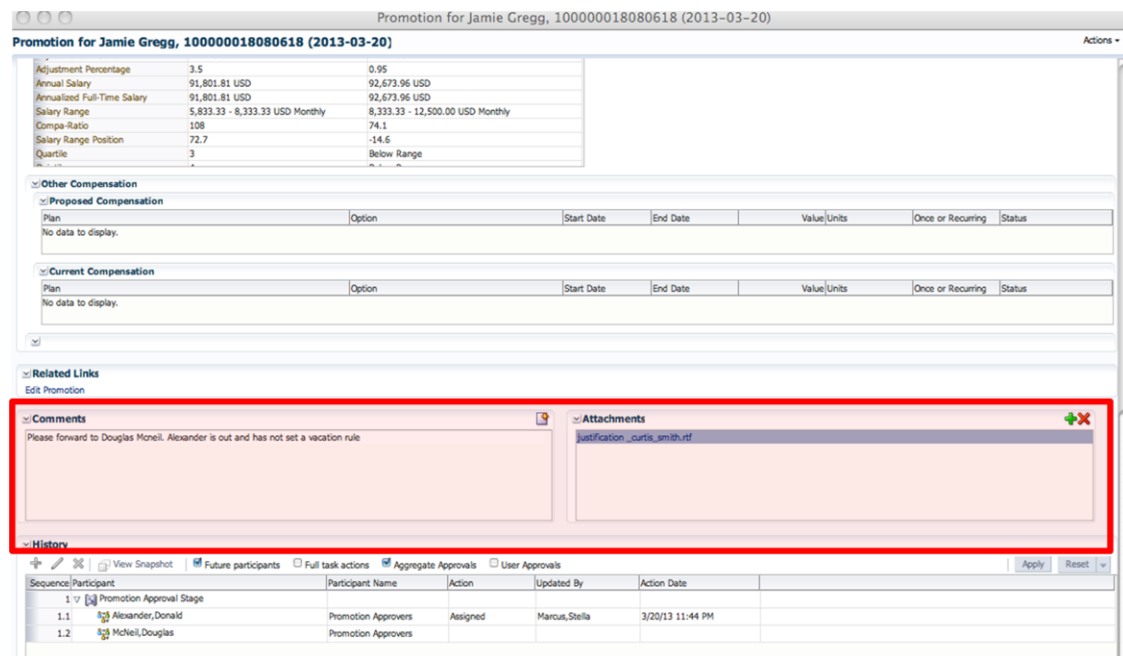 Promotion for Jamie Gregg, 100000018080618 (2013-03-20)
Promotion for Jamie Gregg, 100000018080618 (2013-03-20) Actions
Adjustment Percentage 3.5 0.95
Annual Salary 91,801.81 USD 92,673.96 USD
Annualized Full-Time Salary 91,801.81 USD 92,673.96 USD
Salary Range 5,833.33 - 8,333.33 USD Monthly 8,333.33 - 12,500.00 USD Monthly
Compa-Ratio 108 74.1
Salary Range Position 72.7 -14.6
Quartile 3 Below Range
Other Compensation
Proposed Compensation
Plan Option Start Date End Date Value Units Once or Recurring Status
No data to display.
Current Compensation
Plan Option Start Date End Date Value Units Once or Recurring Status
No data to display.
Related Links
Edit Promotion
Comments Attachments
Please forward to Douglas Mcneil. Alexander is out and has not set a vacation rule justification _curtis_smith.rtf
History
View Snapshot Future participants Full task actions Aggregate Approvals User Approvals Apply Reset
Sequence Participant Participant Name Action Updated By Action Date
1 Promotion Approval Stage
1.1 Alexander,Donald Promotion Approvers Assigned Marcus,Stella 3/20/13 11:44 PM
1.2 McNeil,Douglas Promotion Approvers